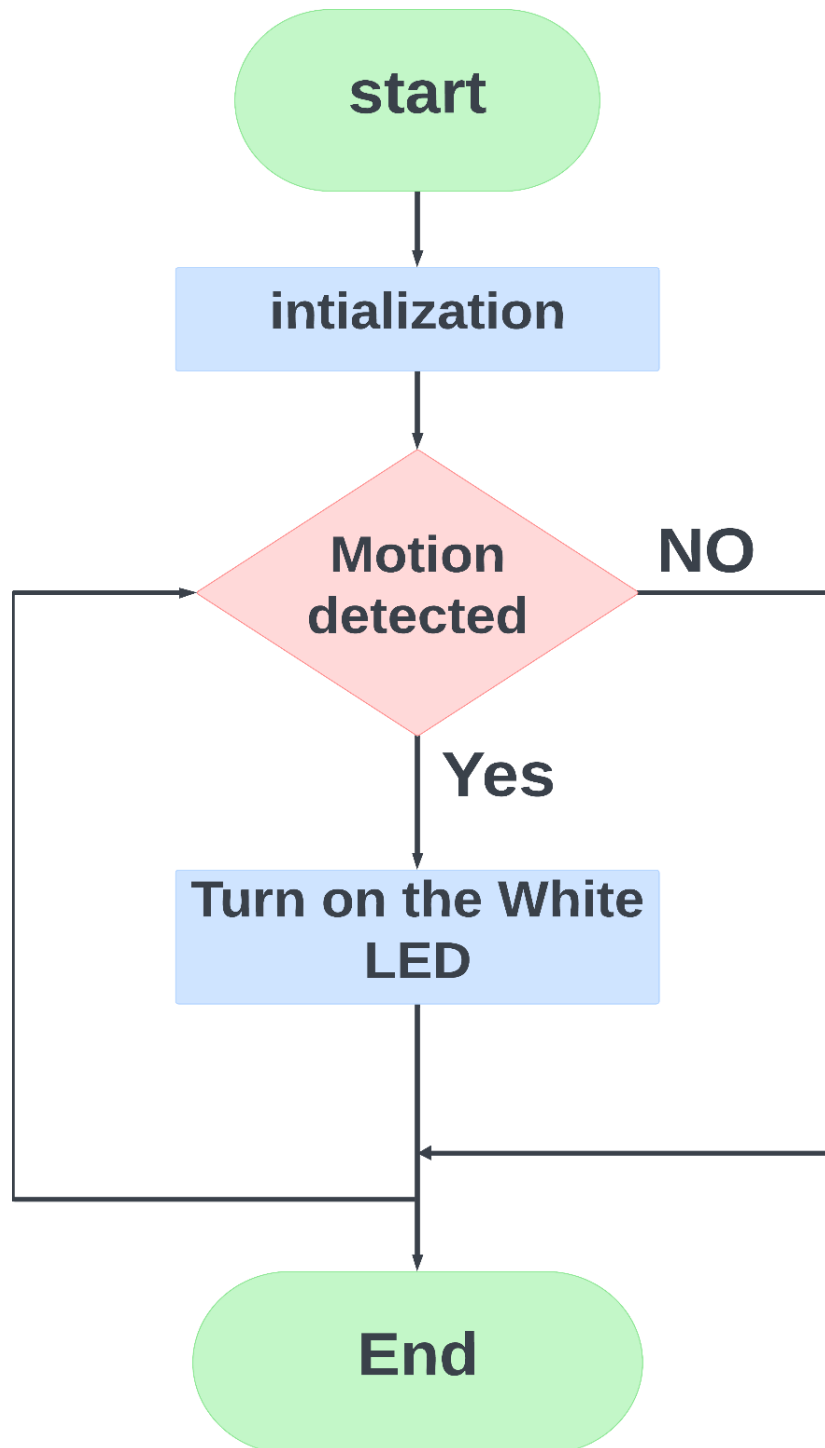 start
intialization
Motion
detected
NO
Yes
Turn on the White
LED
End